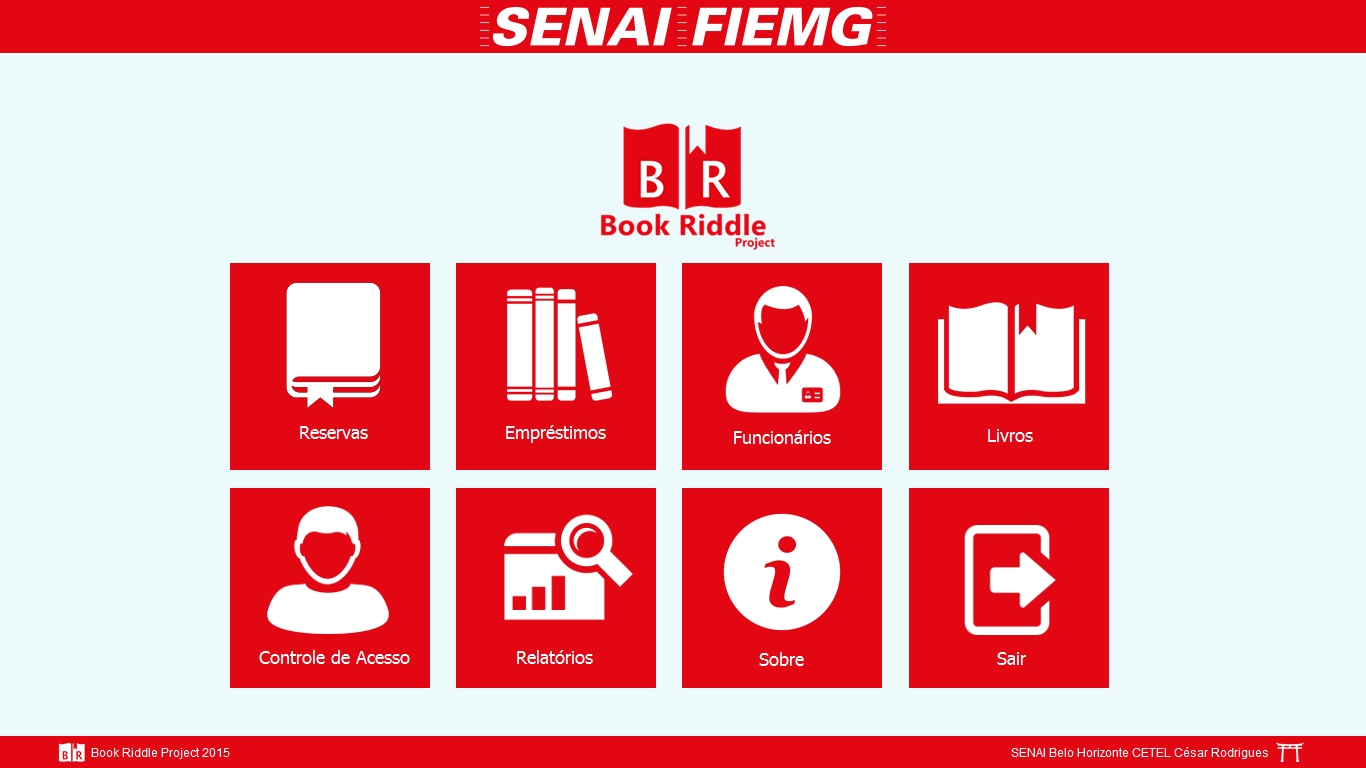 SENAI FIEMG
B R
Book Riddle
Project
Reservas
Empréstimos
Funcionários
Livros
Controle de Acesso
Relatórios
Sobre
Sair
B R Book Riddle Project 2015
SENAI Belo Horizonte CETEL César Rodrigues